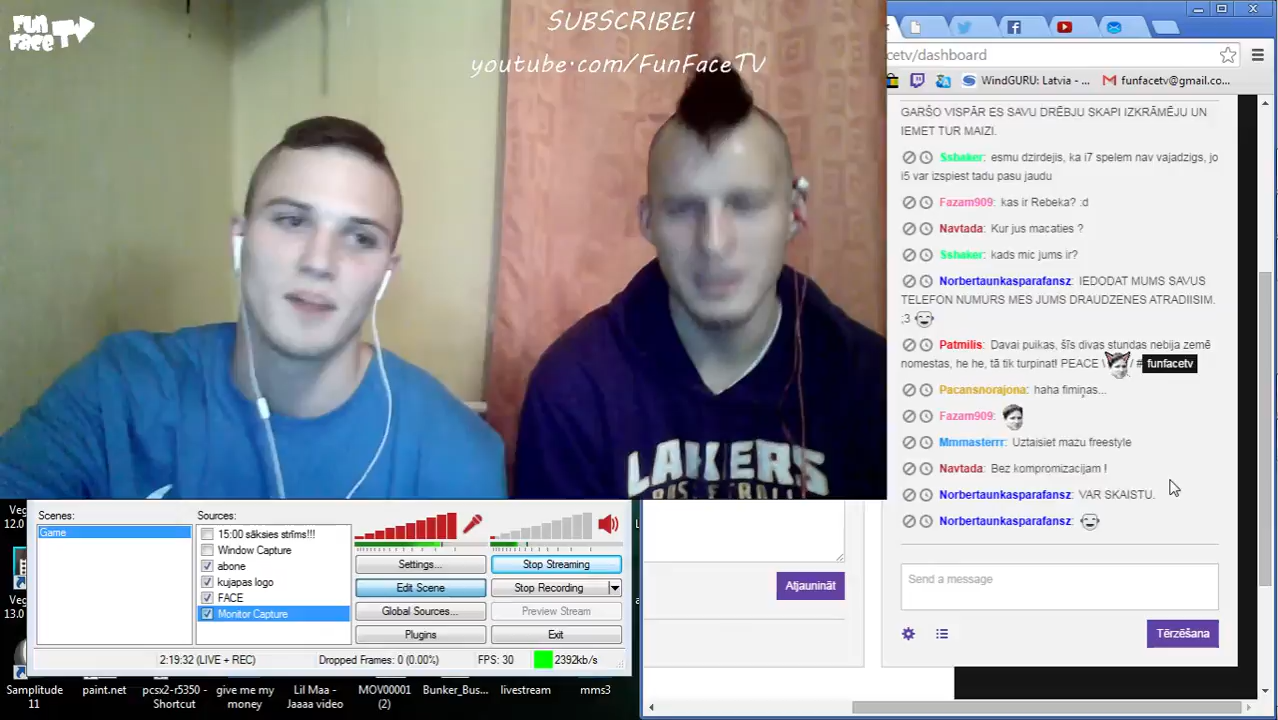 FUN
FACE TV
SUBSCRIBE!
youtube.com/FunFaceTV
LAKERS
BASKETBALL
cetv/dashboard
WindGURU: Latvia - ...
funfacetv@gmail.co...
GARŠO VISPĀR ES SAVU DRĒBJU SKAPI IZKRĀMĒJU UN
IEMET TUR MAIZI.
Sshaker: esmu dzirdejis, ka i7 spelem nav vajadzigs, jo
i5 var izspiest tadu pasu jaudu
Fazam909: kas ir Rebeka? :d
Navtada: Kur jus macaties ?
Sshaker: kads mic jums ir?
Norbertaunkasparafansz: IEDODAT MUMS SAVUS
TELEFON NUMURS MES JUMS DRAUDZENES ATRADIISIM.
;3
Patmilis: Davai puikas, šīs divas stundas nebija zemē
nomestas, he he, tā tik turpinat! PEACE \ / # funfacetv
Pacansnorajona: haha fimiņas...
Fazam909:
Mmmasterrr: Uztaisiet mazu freestyle
Navtada: Bez kompromizacijam !
Norbertaunkasparafansz: VAR SKAISTU.
Norbertaunkasparafansz:
Send a message
Tērzēšana
Atjaunināt
Scenes:
Game
Sources:
15:00 sāksies strīms!!!
Window Capture
abone
kujapas logo
FACE
Monitor Capture
Settings...
Stop Streaming
Edit Scene
Stop Recording
Global Sources...
Preview Stream
Plugins
Exit
2:19:32 (LIVE + REC)
Dropped Frames: 0 (0.00%)
FPS: 30
2392kb/s
Veg
12.0
Veg
13.0
Samplitude
11
paint.net
pcsx2-r5350 -
Shortcut
give me my
money
Lil Maa -
Jaaaa video
MOV00001
(2)
Bunker_Bus...
livestream
mms3